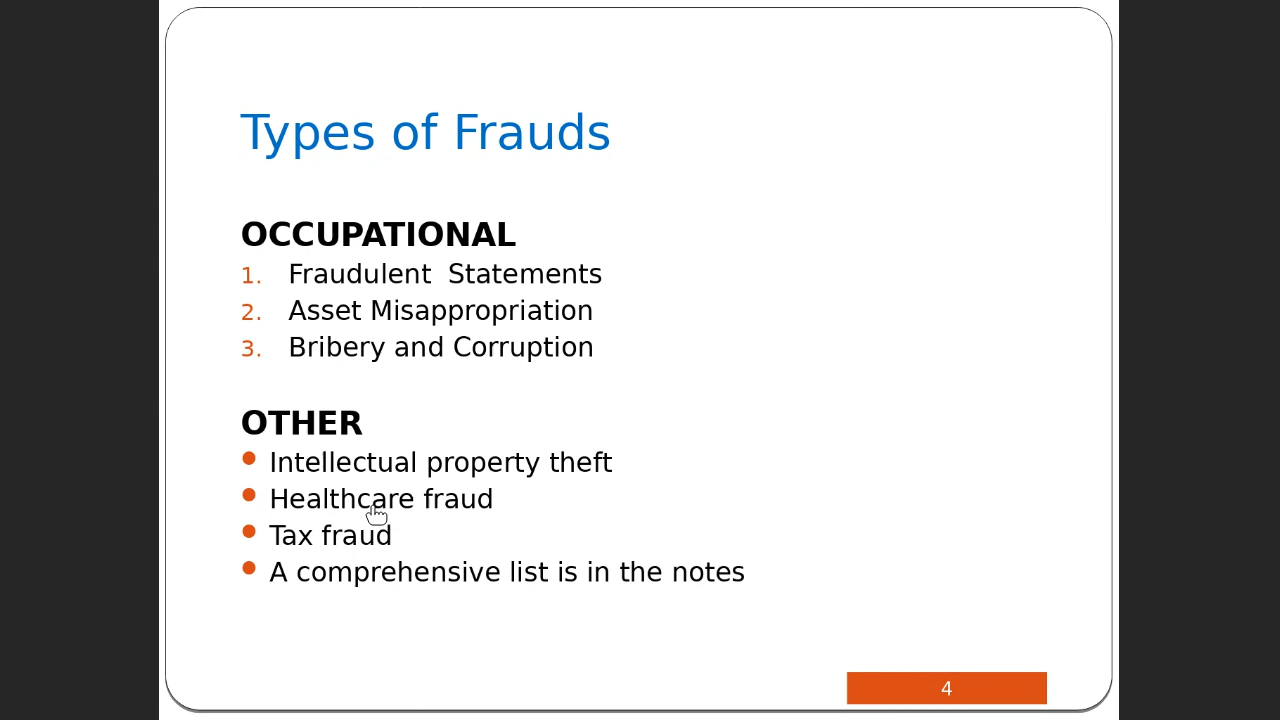 Types of Frauds
OCCUPATIONAL
1. Fraudulent  Statements
2. Asset Misappropriation
3. Bribery and Corruption
OTHER
• Intellectual property theft
• Healthcare fraud
• Tax fraud
• A comprehensive list is in the notes
4